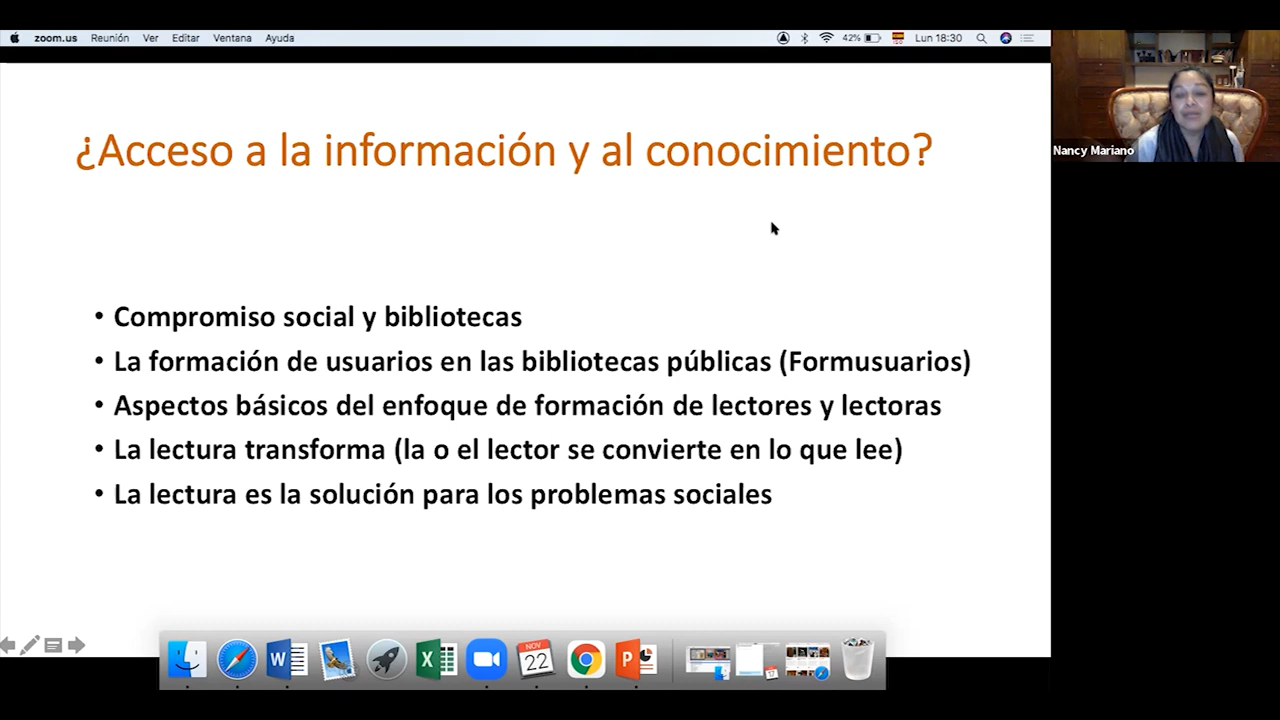 zoom.us Reunión Ver Editar Ventana Ayuda 42% Lun 18:30
¿Acceso a la información y al conocimiento?
Nancy Mariano
• Compromiso social y bibliotecas
• La formación de usuarios en las bibliotecas públicas (Formusuarios)
• Aspectos básicos del enfoque de formación de lectores y lectoras
• La lectura transforma (la o el lector se convierte en lo que lee)
• La lectura es la solución para los problemas sociales
W X NOV 22 P 17